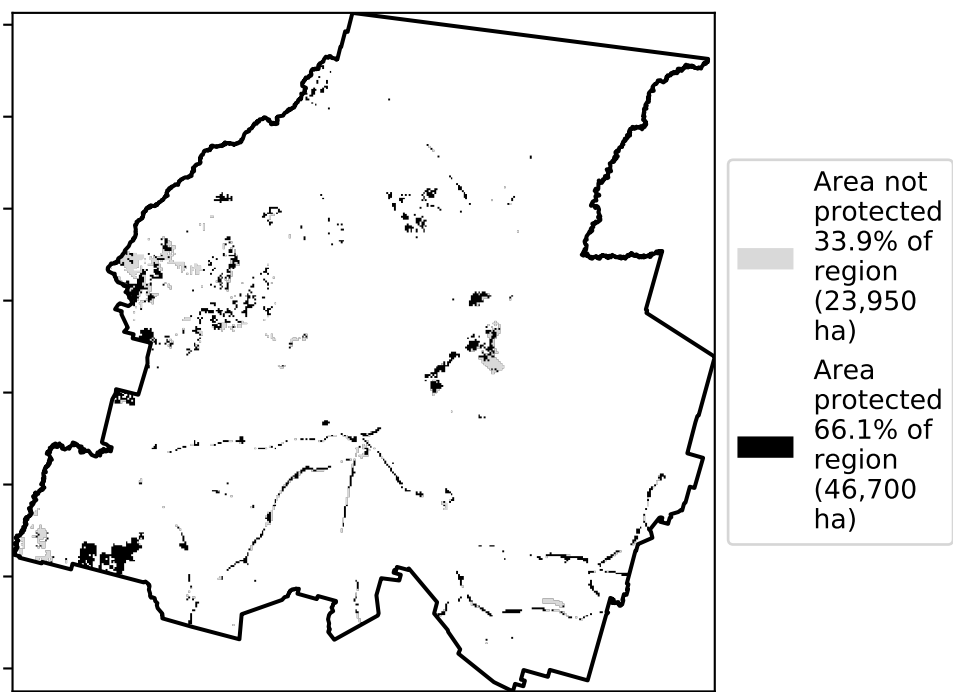 Area not
protected
33.9% of
region
(23,950
ha)
Area
protected
66.1% of
region
(46,700
ha)